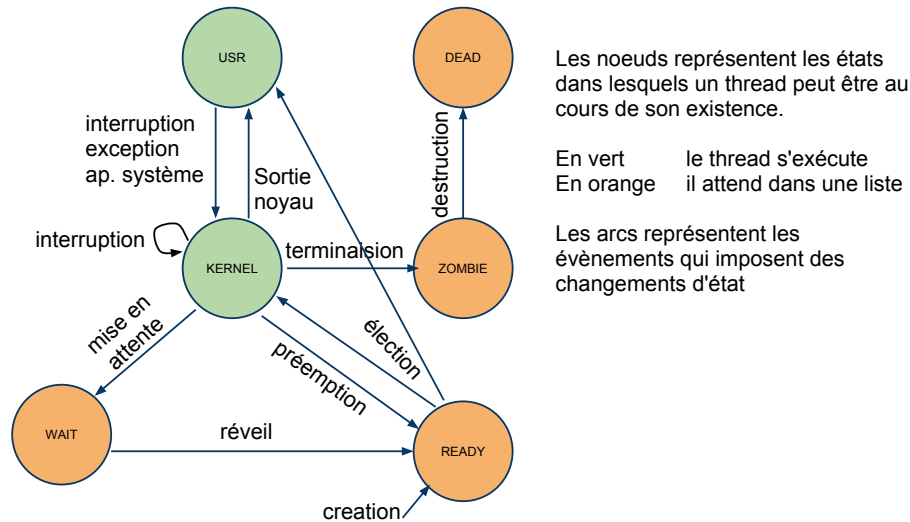 USR
DEAD
Les noeuds représentent les états
dans lesquels un thread peut être au
cours de son existence.
En vert le thread s'exécute
En orange il attend dans une liste
Les arcs représentent les
évènements qui imposent des
changements d'état
interruption
exception
ap. système
Sortie
noyau
destruction
interruption
KERNEL
terminaision
ZOMBIE
mise en
attente
préemption
élection
WAIT
réveil
READY
creation